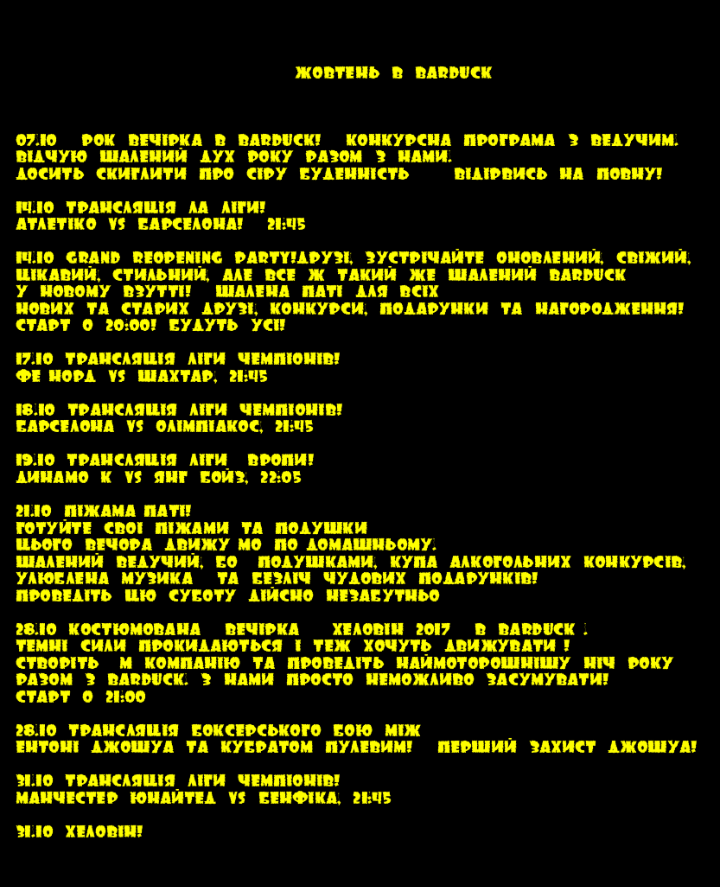 ЖОВТЕНЬ В BARDUCK
07.10 РОК ВЕЧІРКА В BARDUCK! КОНКУРСНА ПРОГРАМА З ВЕДУЧИМ.
ВІДЧУЮ ШАЛЕНИЙ ДУХ РОКУ РАЗОМ З НАМИ.
ДОСИТЬ СКИГЛИТИ ПРО СІРУ БУДЕННІСТЬ ВІДІРВИСЬ НА ПОВНУ!
14.10 ТРАНСЛЯЦІЯ ЛА ЛІГИ!
АТЛЕТІКО VS БАРСЕЛОНА! 21:45
14.10 GRAND REOPENING PARTY!ДРУЗІ, ЗУСТРІЧАЙТЕ ОНОВЛЕНИЙ, СВІЖИЙ,
ЦІКАВИЙ, СТИЛЬНИЙ, АЛЕ ВСЕ Ж ТАКИЙ ЖЕ ШАЛЕНИЙ BARDUCK
У НОВОМУ ВЗУТТІ! ШАЛЕНА ПАТІ ДЛЯ ВСІХ
НОВИХ ТА СТАРИХ ДРУЗІ, КОНКУРСИ, ПОДАРУНКИ ТА НАГОРОДЖЕННЯ!
СТАРТ О 20:00! БУДУТЬ УСІ!
17.10 ТРАНСЛЯЦІЯ ЛІГИ ЧЕМПІОНІВ!
ФЕ НОРД VS ШАХТАР, 21:45
18.10 ТРАНСЛЯЦІЯ ЛІГИ ЧЕМПІОНІВ!
БАРСЕЛОНА VS ОЛІМПІАКОС, 21:45
19.10 ТРАНСЛЯЦІЯ ЛІГИ ВРОПИ!
ДИНАМО К VS ЯНГ БОЙЗ, 22:05
21.10 ПІЖАМА ПАТІ!
ГОТУЙТЕ СВОЇ ПІЖАМИ ТА ПОДУШКИ
ЦЬОГО ВЕЧОРА ДВИЖУ МО ПО ДОМАШНЬОМУ.
ШАЛЕНИЙ ВЕДУЧИЙ, БО ПОДУШКАМИ, КУПА АЛКОГОЛЬНИХ КОНКУРСІВ,
УЛЮБЛЕНА МУЗИКА ТА БЕЗЛІЧ ЧУДОВИХ ПОДАРУНКІВ!
ПРОВЕДІТЬ ЦЮ СУБОТУ ДІЙСНО НЕЗАБУТНЬО
28.10 КОСТЮМОВАНА ВЕЧІРКА ХЕЛОВІН 2017 В BARDUCK .
ТЕМНІ СИЛИ ПРОКИДАЮТЬСЯ І ТЕЖ ХОЧУТЬ ДВИЖУВАТИ !
СТВОРІТЬ М КОМПАНІЮ ТА ПРОВЕДІТЬ НАЙМОТОРОШНІШУ НІЧ РОКУ
РАЗОМ З BARDUCK. З НАМИ ПРОСТО НЕМОЖЛИВО ЗАСУМУВАТИ!
СТАРТ О 21:00
28.10 ТРАНСЛЯЦІЯ БОКСЕРСЬКОГО БОЮ МІЖ
ЕНТОНІ ДЖОШУА ТА КУБРАТОМ ПУЛЕВИМ! ПЕРШИЙ ЗАХИСТ ДЖОШУА!
31.10 ТРАНСЛЯЦІЯ ЛІГИ ЧЕМПІОНІВ!
МАНЧЕСТЕР ЮНАЙТЕД VS БЕНФІКА, 21:45
31.10 ХЕЛОВІН!